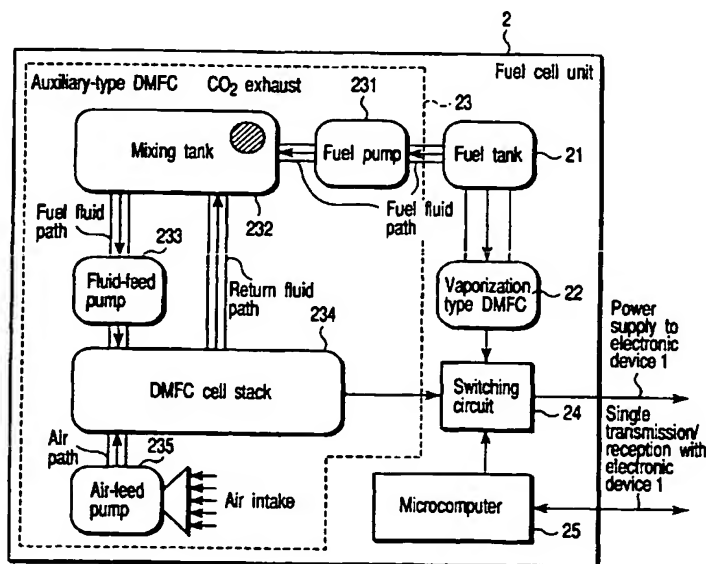 2
Fuel cell unit
Auxiliary-type DMFC
CO2 exhaust
231
23
Mixing tank
Fuel pump
Fuel tank
21
232
Fuel fluid
path
233
Fuel fluid
path
Fluid-feed
pump
Return fluid
path
Vaporization
type DMFC
22
234
Power
supply to
electronic
device 1
DMFC cell stack
Switching
circuit
24
Single
transmission/
reception with
electronic
device 1
Air
path
235
Air-feed
pump
Air intake
Microcomputer
25